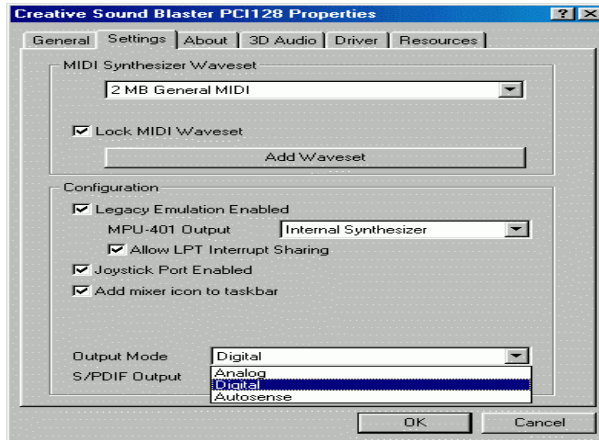 Creative Sound Blaster PCI128 Properties
General Settings About 3D Audio Driver Resources
MIDI Synthesizer Waveset
2 MB General MIDI
Lock MIDI Waveset
Add Waveset
Configuration
Legacy Emulation Enabled
MPU-401 Output Internal Synthesizer
Allow LPT Interrupt Sharing
Joystick Port Enabled
Add mixer icon to taskbar
Output Mode Digital
Analog
S/PDIF Output Digital
Autosense
OK Cancel